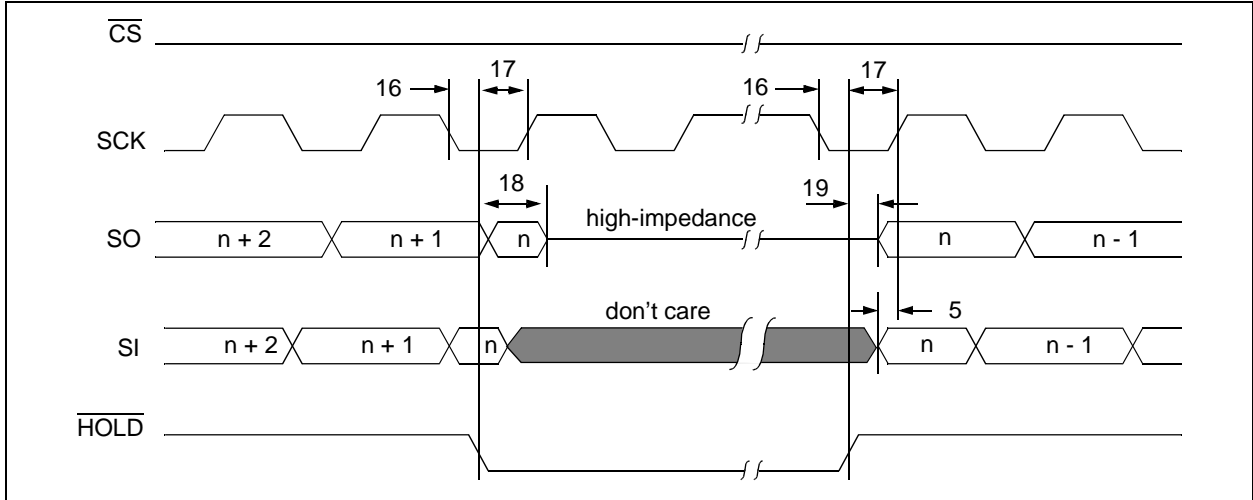 CS
16 17 16 17
SCK
18 19
SO n + 2 n + 1 n high-impedance n n - 1
don't care 5
SI n + 2 n + 1 n n n - 1
HOLD